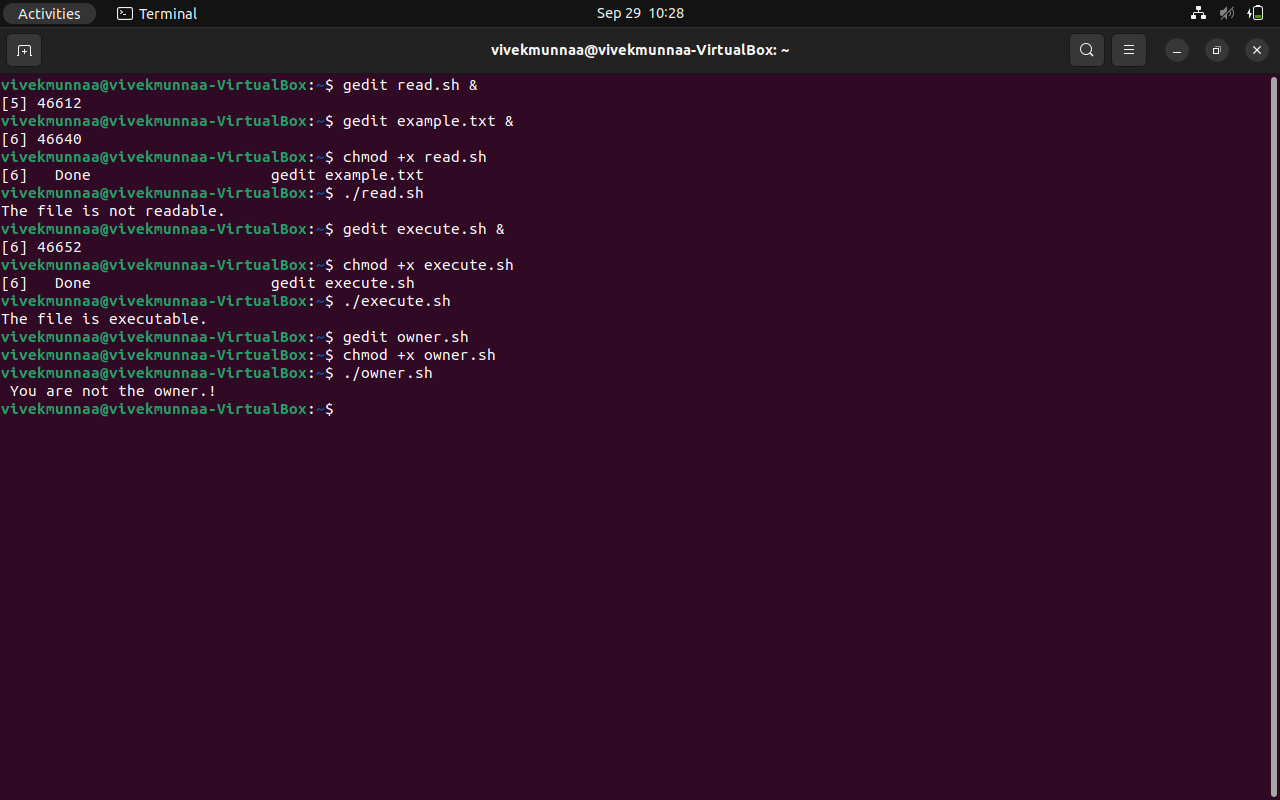 Activities Terminal Sep 29 10:28
vivekmunnaa@vivekmunnaa-VirtualBox: ~
vivekmunnaa@vivekmunnaa-VirtualBox:~$ gedit read.sh &
[5] 46612
vivekmunnaa@vivekmunnaa-VirtualBox:~$ gedit example.txt &
[6] 46640
vivekmunnaa@vivekmunnaa-VirtualBox:~$ chmod +x read.sh
[6]   Done                    gedit example.txt
vivekmunnaa@vivekmunnaa-VirtualBox:~$ ./read.sh
The file is not readable.
vivekmunnaa@vivekmunnaa-VirtualBox:~$ gedit execute.sh &
[6] 46652
vivekmunnaa@vivekmunnaa-VirtualBox:~$ chmod +x execute.sh
[6]   Done                    gedit execute.sh
vivekmunnaa@vivekmunnaa-VirtualBox:~$ ./execute.sh
The file is executable.
vivekmunnaa@vivekmunnaa-VirtualBox:~$ gedit owner.sh
vivekmunnaa@vivekmunnaa-VirtualBox:~$ chmod +x owner.sh
vivekmunnaa@vivekmunnaa-VirtualBox:~$ ./owner.sh
 You are not the owner.!
vivekmunnaa@vivekmunnaa-VirtualBox:~$